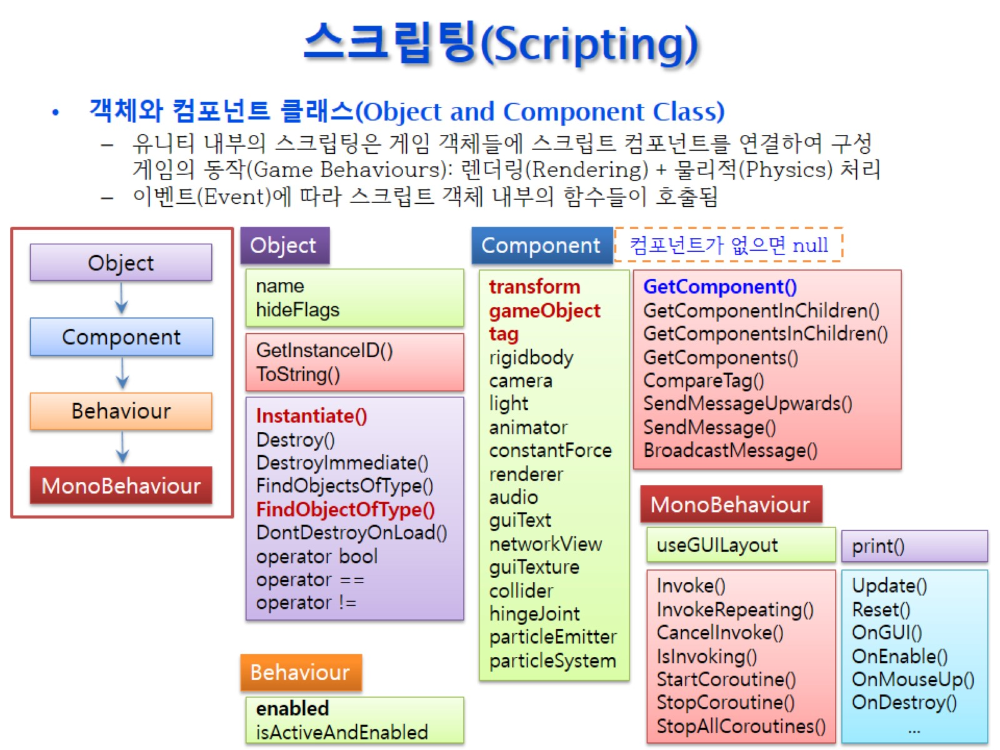 스크립팅(Scripting)
• 객체와 컴포넌트 클래스(Object and Component Class)
– 유니티 내부의 스크립팅은 게임 객체들에 스크립트 컴포넌트를 연결하여 구성
게임의 동작(Game Behaviours): 렌더링(Rendering) + 물리적(Physics) 처리
– 이벤트(Event)에 따라 스크립트 객체 내부의 함수들이 호출됨
Object
Component
Behaviour
MonoBehaviour
Object
name
hideFlags
GetInstanceID()
ToString()
Instantiate()
Destroy()
DestroyImmediate()
FindObjectsOfType()
FindObjectOfType()
DontDestroyOnLoad()
operator bool
operator ==
operator !=
Behaviour
enabled
isActiveAndEnabled
Component
컴포넌트가 없으면 null
transform
gameObject
tag
rigidbody
camera
light
animator
constantForce
renderer
audio
guiText
networkView
guiTexture
collider
hingeJoint
particleEmitter
particleSystem
GetComponent()
GetComponentInChildren()
GetComponentsInChildren()
GetComponents()
CompareTag()
SendMessageUpwards()
SendMessage()
BroadcastMessage()
MonoBehaviour
useGUILayout
print()
Invoke()
InvokeRepeating()
CancelInvoke()
IsInvoking()
StartCoroutine()
StopCoroutine()
StopAllCoroutines()
Update()
Reset()
OnGUI()
OnEnable()
OnMouseUp()
OnDestroy()
...